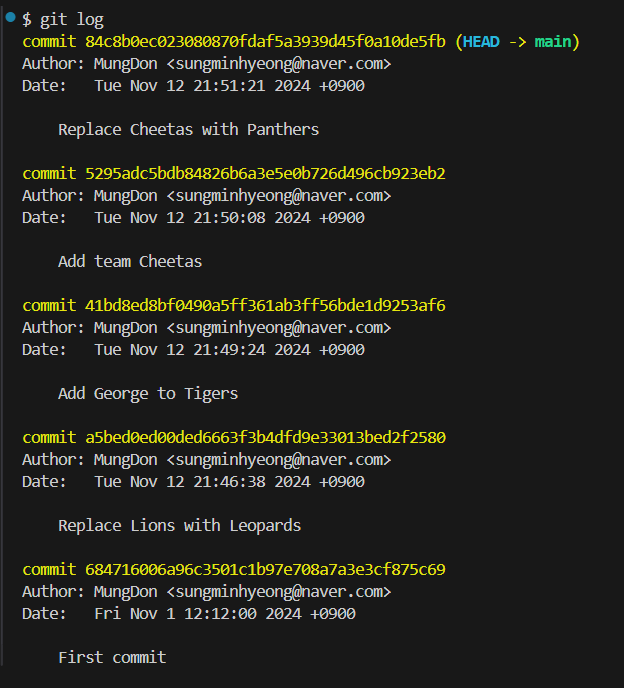 $ git log
commit 84c8b0ec023080870fdaf5a3939d45f0a10de5fb (HEAD -> main)
Author: MungDon <sungminhyeong@naver.com>
Date:   Tue Nov 12 21:51:21 2024 +0900
Replace Cheetas with Panthers
commit 5295adc5bdb84826b6a3e5e0b726d496cb923eb2
Author: MungDon <sungminhyeong@naver.com>
Date:   Tue Nov 12 21:50:08 2024 +0900
Add team Cheetas
commit 41bd8ed8bf0490a5ff361ab3ff56bde1d9253af6
Author: MungDon <sungminhyeong@naver.com>
Date:   Tue Nov 12 21:49:24 2024 +0900
Add George to Tigers
commit a5bed0ed00ded6663f3b4dfd9e33013bed2f2580
Author: MungDon <sungminhyeong@naver.com>
Date:   Tue Nov 12 21:46:38 2024 +0900
Replace Lions with Leopards
commit 684716006a96c3501c1b97e708a7a3e3cf875c69
Author: MungDon <sungminhyeong@naver.com>
Date:   Fri Nov 1 12:12:00 2024 +0900
First commit